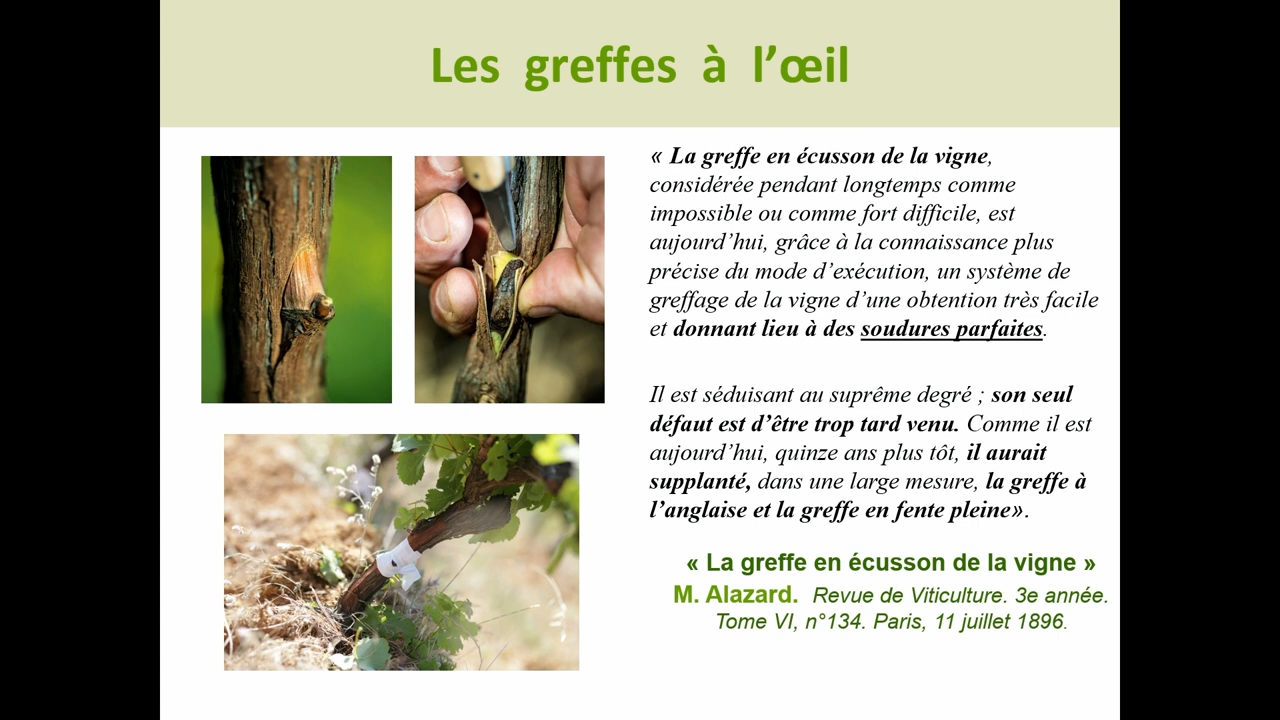 Les greffes à l’œil
« La greffe en écusson de la vigne,
considérée pendant longtemps comme
impossible ou comme fort difficile, est
aujourd’hui, grâce à la connaissance plus
précise du mode d’exécution, un système de
greffage de la vigne d’une obtention très facile
et donnant lieu à des soudures parfaites.
Il est séduisant au suprême degré ; son seul
défaut est d’être trop tard venu. Comme il est
aujourd’hui, quinze ans plus tôt, il aurait
supplanté, dans une large mesure, la greffe à
l’anglaise et la greffe en fente pleine».
« La greffe en écusson de la vigne »
M. Alazard. Revue de Viticulture. 3e année.
Tome VI, n°134. Paris, 11 juillet 1896.